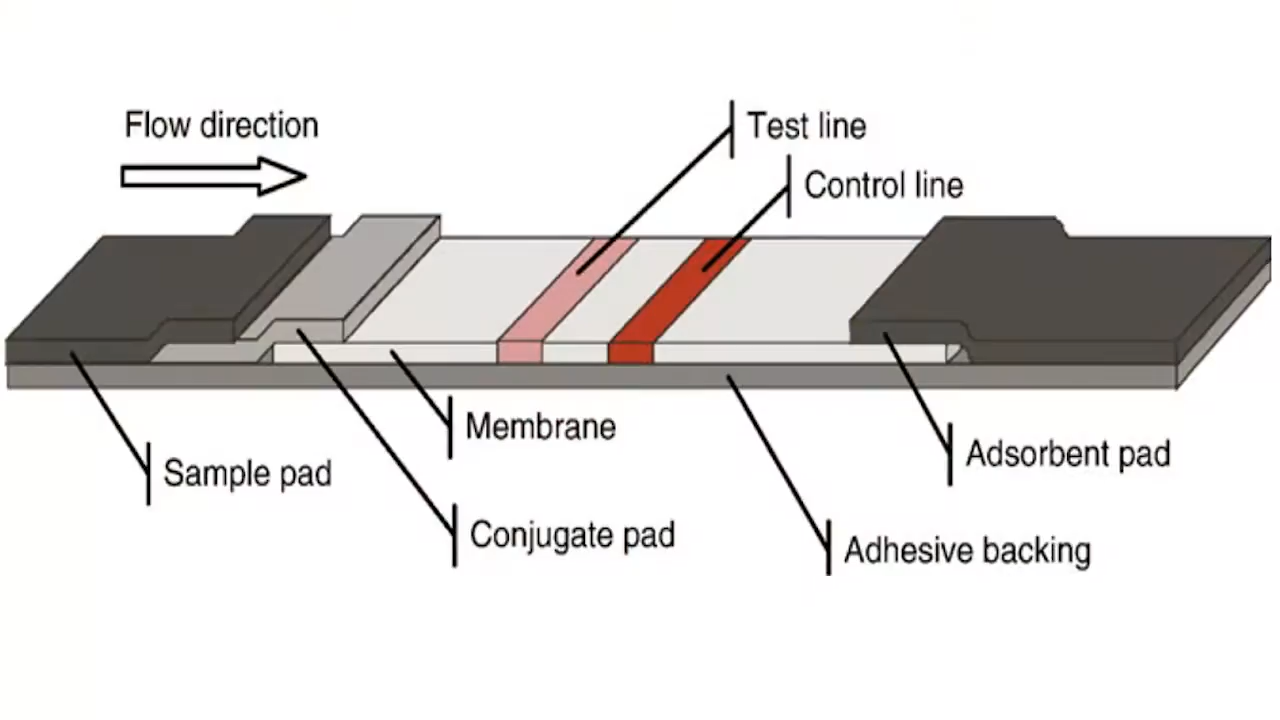 Flow direction
Test line
Control line
Membrane
Sample pad
Adsorbent pad
Conjugate pad
Adhesive backing